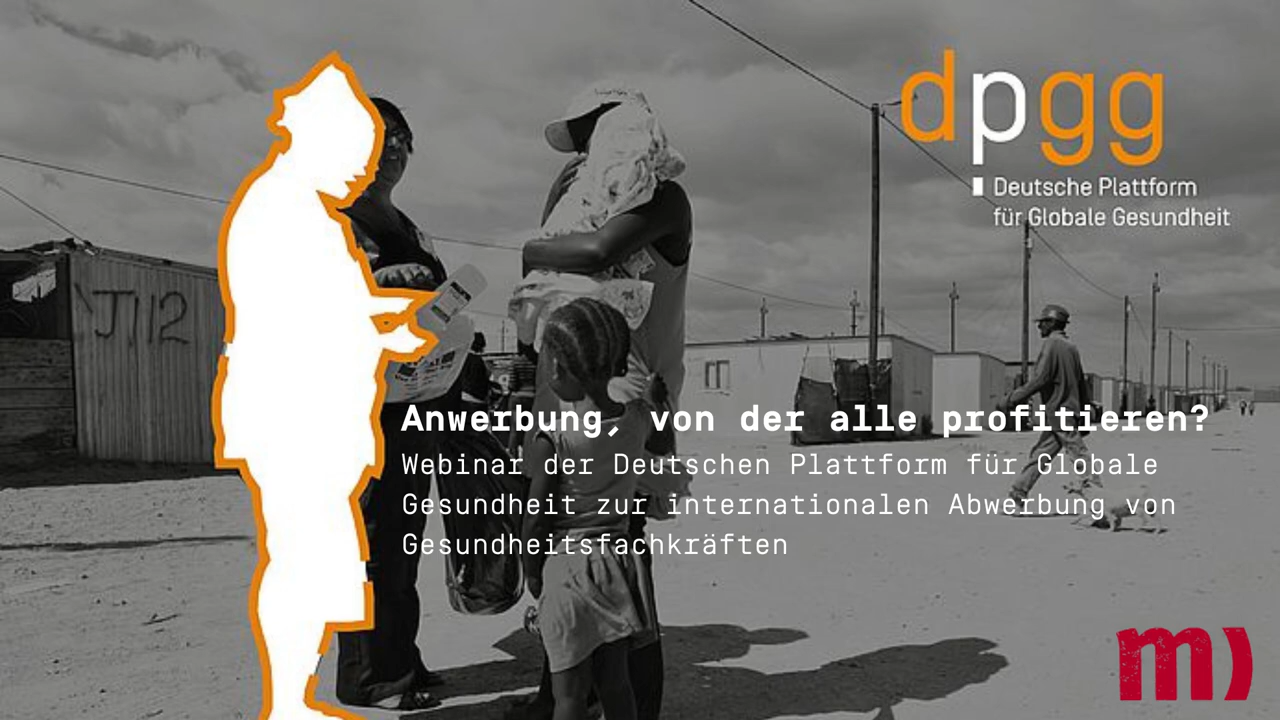 dpgg
Deutsche Plattform
für Globale Gesundheit
Anwerbung, von der alle profitieren?
Webinar der Deutschen Plattform für Globale
Gesundheit zur internationalen Abwerbung von
Gesundheitsfachkräften
m)